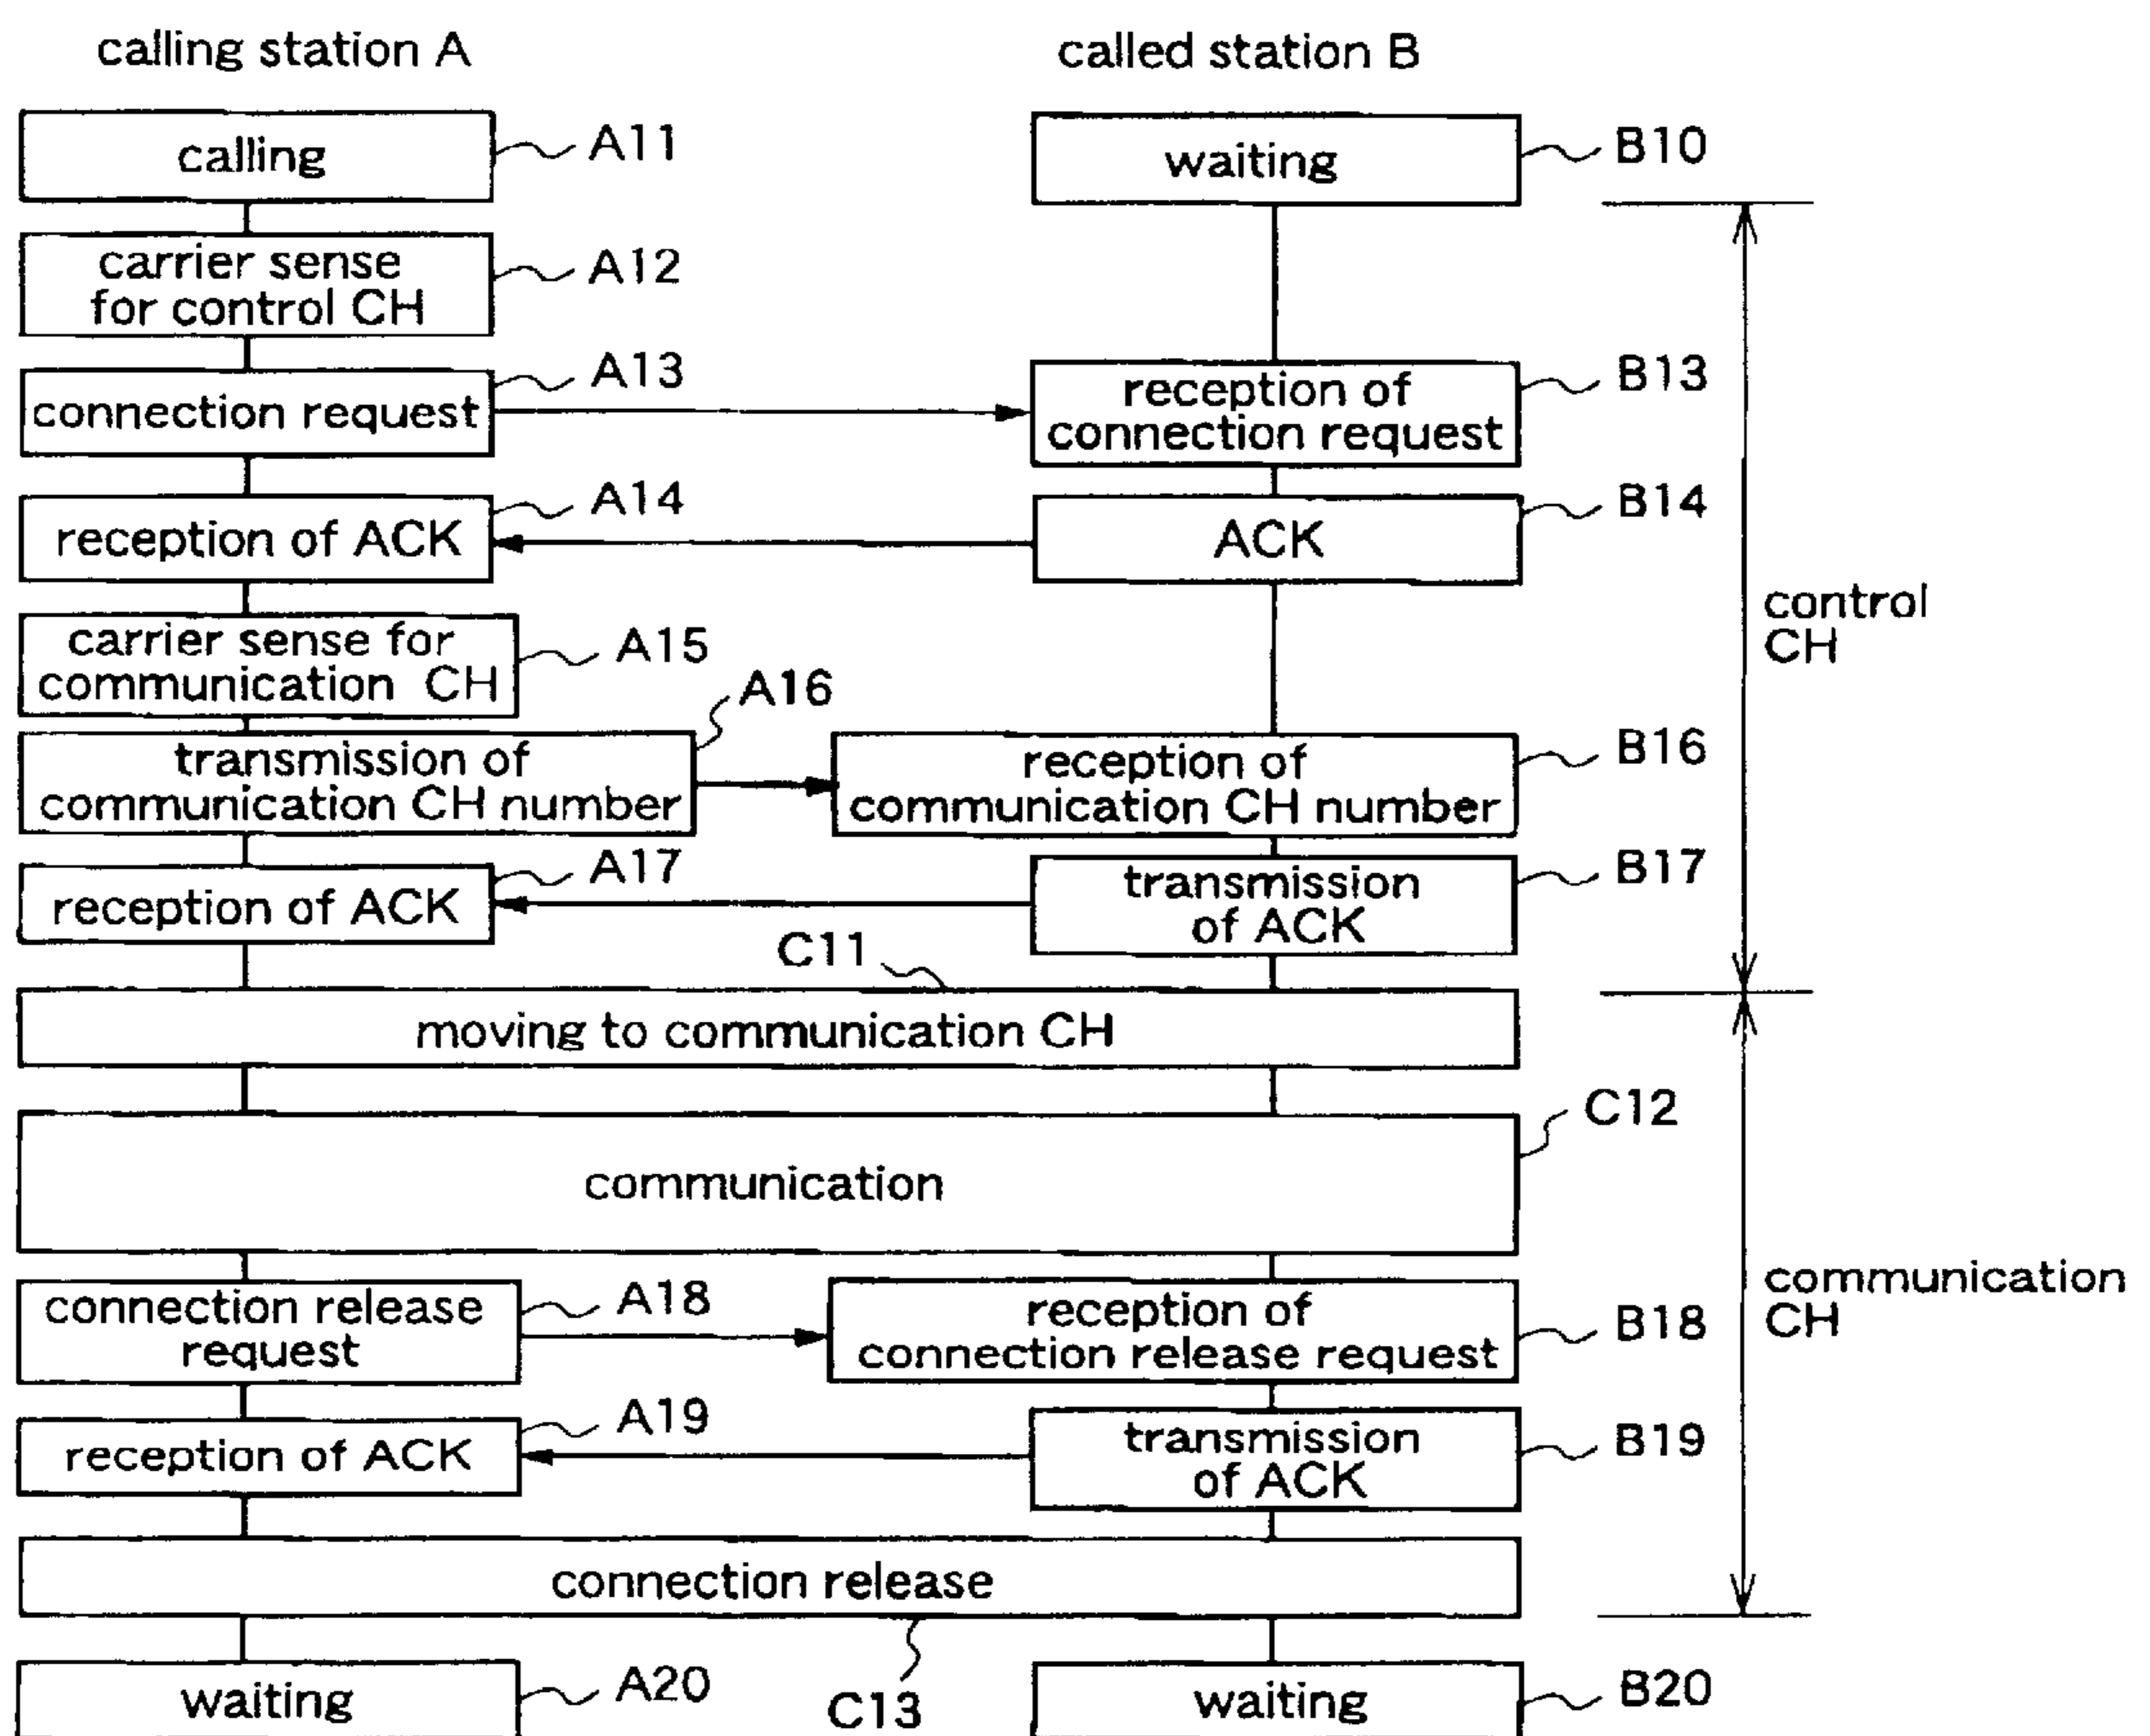 calling station A
called station B
calling
A11
waiting
B10
carrier sense
for control CH
A12
connection request
A13
reception of
connection request
B13
reception of ACK
A14
ACK
B14
control
CH
carrier sense for
communication CH
A15
transmission of
communication CH number
A16
reception of
communication CH number
B16
reception of ACK
A17
transmission
of ACK
B17
C11
moving to communication CH
communication
C12
communication
CH
connection release
request
A18
reception of
connection release request
B18
reception of ACK
A19
transmission
of ACK
B19
connection release
C13
waiting
A20
waiting
B20